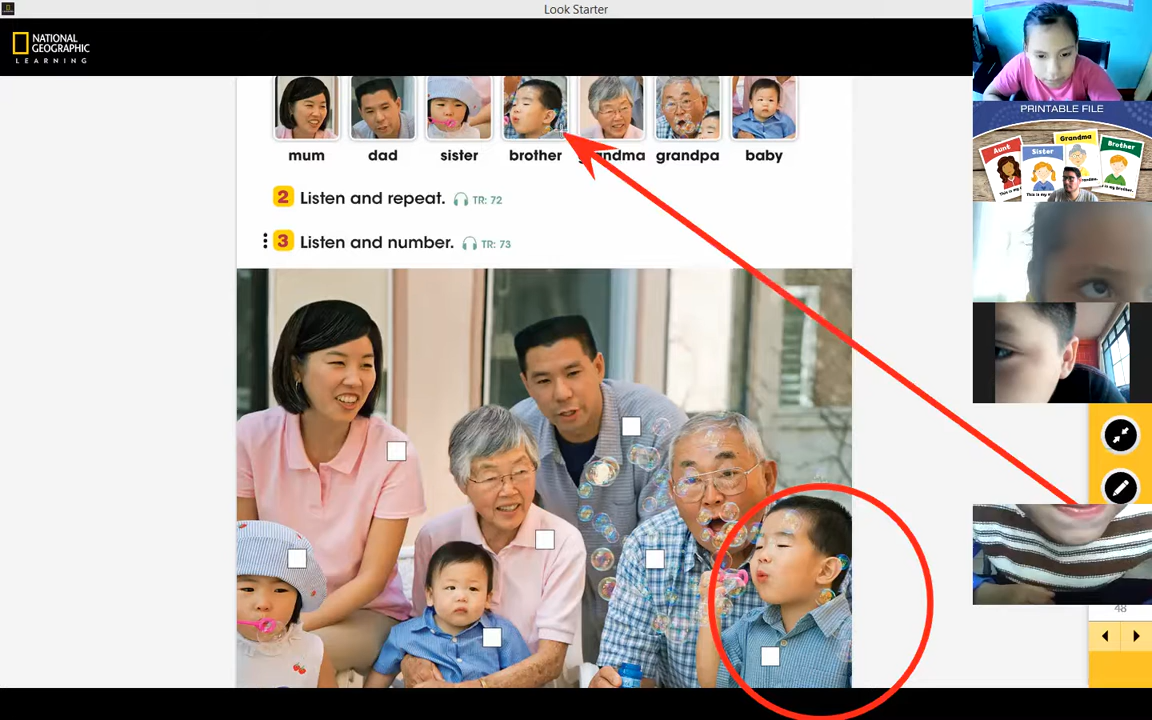 Look Starter
NATIONAL
GEOGRAPHIC
LEARNING
mum dad sister brother grandma grandpa baby
2 Listen and repeat. TR: 72
3 Listen and number. TR: 73
PRINTABLE FILE
Aunt
Sister
Grandma
Brother
48